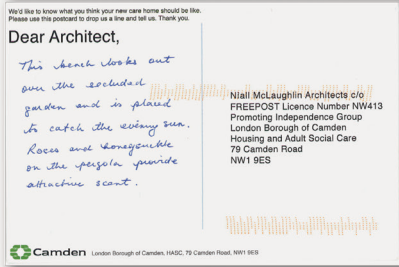 We'd like to know what you think your new care home should be like.
Please use this postcard to drop us a line and tell us. Thank you.
Dear Architect,
This bench looks out
over the secluded
garden and is placed
to catch the evening sun.
Roses and honeysuckle
on the pergola provide
attractive scent.
Niall McLaughlin Architects c/o
FREEPOST Licence Number NW413
Promoting Independence Group
London Borough of Camden
Housing and Adult Social Care
79 Camden Road
NW1 9ES
Camden London Borough of Camden, HASC, 79 Camden Road, NW1 9ES